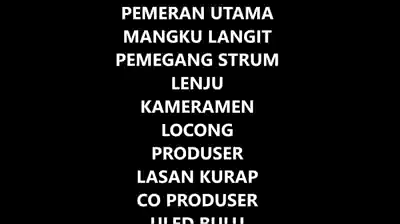 PEMERAN UTAMA
MANGKU LANGIT
PEMEGANG STRUM
LENJU
KAMERAMEN
LOCONG
PRODUSER
LASAN KURAP
CO PRODUSER
ULED BULU